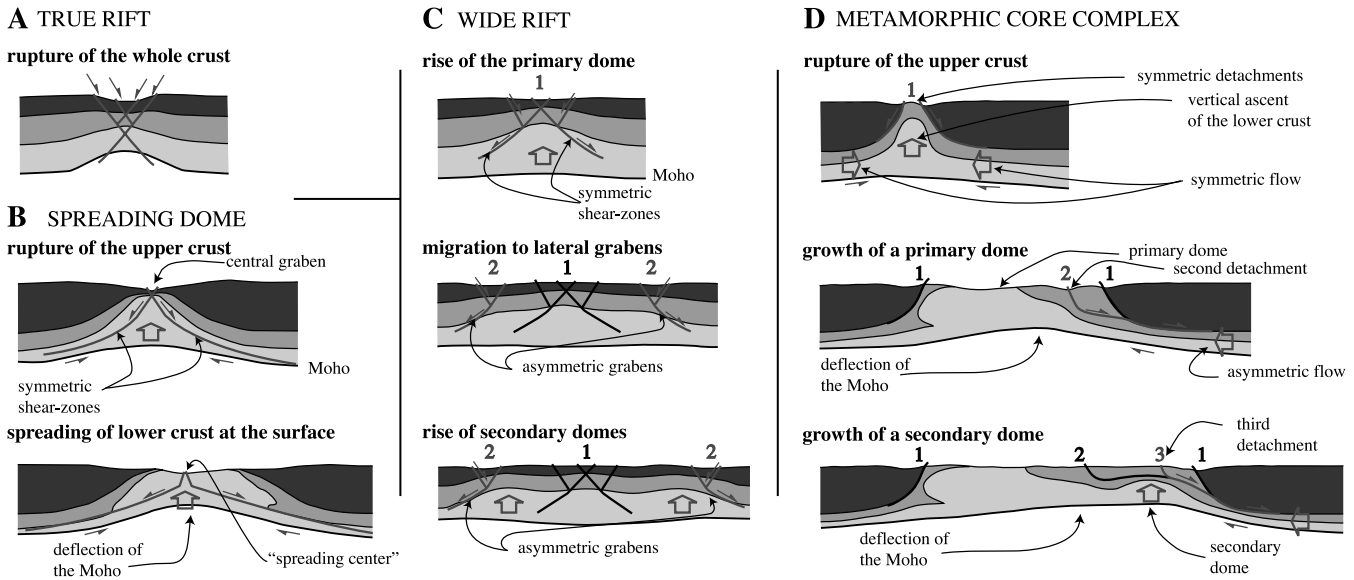 A TRUE RIFT
rupture of the whole crust
B SPREADING DOME
rupture of the upper crust
central graben
Moho
symmetric
shear-zones
spreading of lower crust at the surface
deflection of
the Moho
“spreading center”
C WIDE RIFT
rise of the primary dome
1
Moho
symmetric
shear-zones
migration to lateral grabens
2 1 2
asymmetric grabens
rise of secondary domes
2 1 2
asymmetric grabens
D METAMORPHIC CORE COMPLEX
rupture of the upper crust
1
symmetric detachments
vertical ascent
of the lower crust
symmetric flow
growth of a primary dome
primary dome
second detachment
1 2 1
deflection of
the Moho
asymmetric flow
growth of a secondary dome
third
detachment
1 2 3 1
deflection of
the Moho
secondary
dome